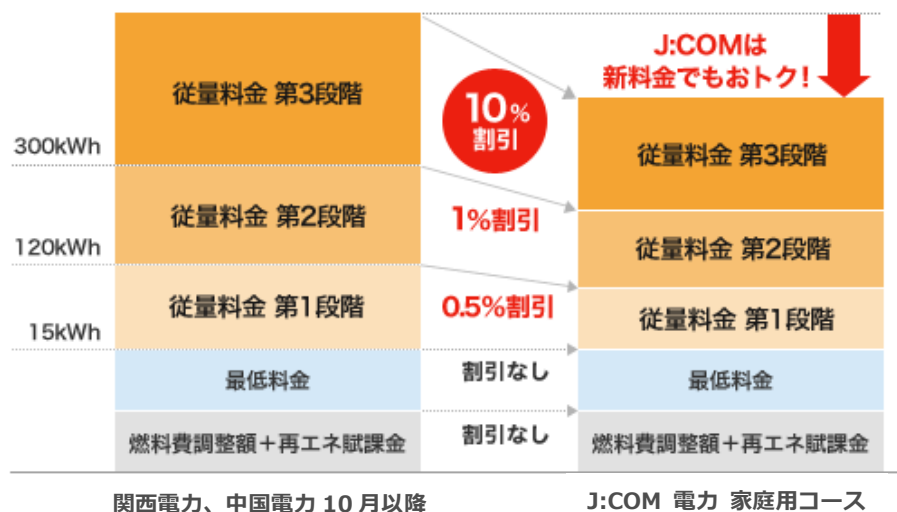 J:COMは
新料金でもおトク!
従量料金 第3段階
10%
割引
300kWh
従量料金 第3段階
従量料金 第2段階
1%割引
120kWh
従量料金 第2段階
従量料金 第1段階
0.5%割引
従量料金 第1段階
15kWh
最低料金
割引なし
最低料金
燃料費調整額+再エネ賦課金
割引なし
燃料費調整額+再エネ賦課金
関西電力、中国電力 10 月以降
J:COM 電力 家庭用コース